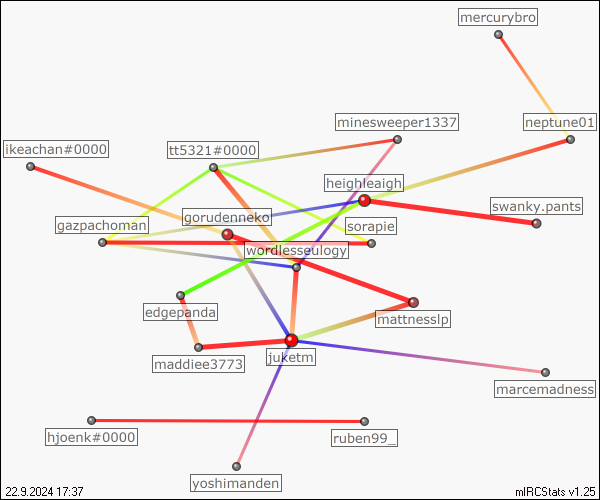 mercurybro
minesweeper1337
neptune01
ikeachan#0000
tt5321#0000
heighleaigh
swanky.pants
gazpachoman
gorudenneko
sorapie
wordlesseulogy
edgepanda
mattnesslp
maddiee3773
juketm
marcemadness
hjoenk#0000
ruben99_
yoshimanden
22.9.2024 17:37
mIRCStats v1.25